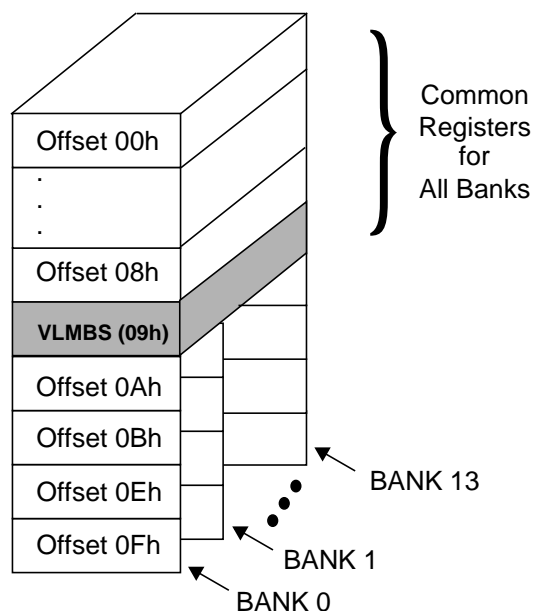 Common
Registers
for
All Banks
Offset 00h
.
.
.
Offset 08h
VLMBS (09h)
Offset 0Ah
Offset 0Bh
Offset 0Eh
Offset 0Fh
BANK 13
BANK 1
BANK 0